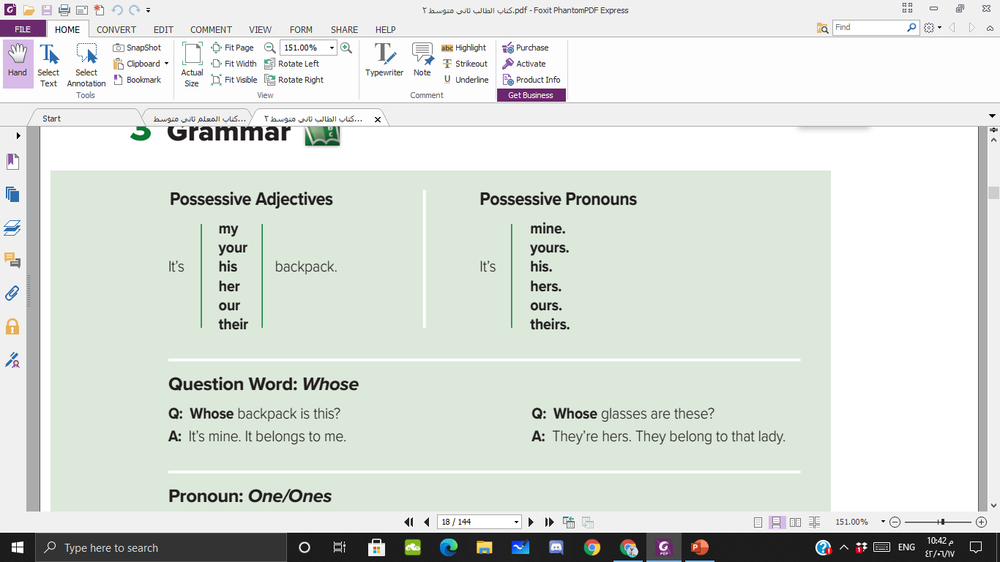 كتاب الطالب ثاني متوسط ٢.pdf - Foxit PhantomPDF Express
FILE HOME CONVERT EDIT COMMENT VIEW FORM SHARE HELP Find
Hand
Select Text
Select Annotation
SnapShot
Clipboard
Bookmark
Tools
Actual Size
Fit Page
Fit Width
Fit Visible
151.00%
Rotate Left
Rotate Right
View
Typewriter
Note
abc Highlight
Strikeout
Underline
Comment
Purchase
Activate
Product Info
Get Business
Start
كتاب المعلم ثاني متوسط...
كتاب الطالب ثاني متوسط ٢...
3 Grammar
Possessive Adjectives
It's
my
your
his
her
our
their
backpack.
Possessive Pronouns
It's
mine.
yours.
his.
hers.
ours.
theirs.
Question Word: Whose
Q: Whose backpack is this?
A: It's mine. It belongs to me.
Q: Whose glasses are these?
A: They're hers. They belong to that lady.
Pronoun: One/Ones
18 / 144
151.00%
Type here to search
ENG
10:42 م
٤٢/٠٦/١٧